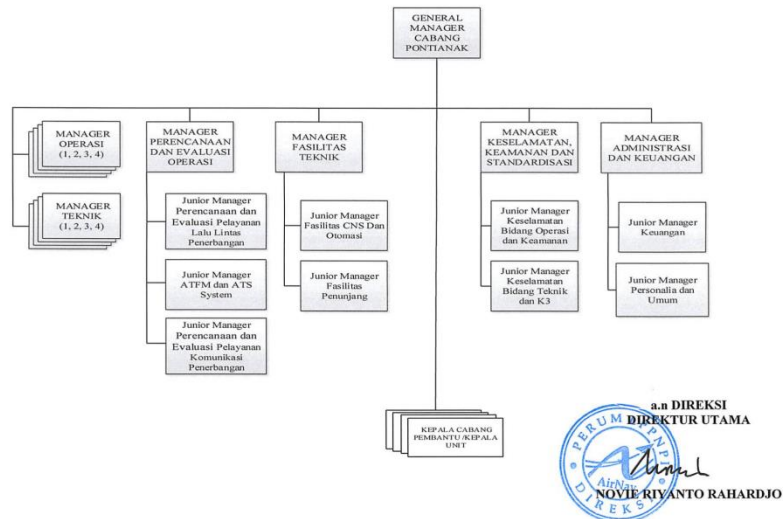 GENERAL
MANAGER
CABANG
PONTIANAK
MANAGER
OPERASI
(1, 2, 3, 4)
MANAGER
TEKNIK
(1, 2, 3, 4)
MANAGER
PERENCANAAN
DAN EVALUASI
OPERASI
Junior Manager
Perencanaan dan
Evaluasi Pelayanan
Lalu Lintas Penerbangan
Junior Manager
ATFM dan ATS
System
Junior Manager
Perencanaan dan
Evaluasi Pelayanan
Komunikasi
Penerbangan
MANAGER
FASILITAS
TEKNIK
Junior Manager
Fasilitas CNS Dan
Otomasi
Junior Manager
Fasilitas
Penunjang
MANAGER
KESELAMATAN,
KEAMANAN DAN
STANDARDISASI
Junior Manager
Keselamatan
Bidang Operasi
dan Keamanan
Junior Manager
Keselamatan
Bidang Teknik
dan K3
MANAGER
ADMINISTRASI
DAN KEUANGAN
Junior Manager
Keuangan
Junior Manager
Personalia dan
Umum
KEPALA CABANG
PEMBANTU /KEPALA
UNIT
a.n DIREKSI
DIREKTUR UTAMA
PERUM LPPNPI
AirNav
DIREKSI
NOVIE RIYANTO RAHARDJO